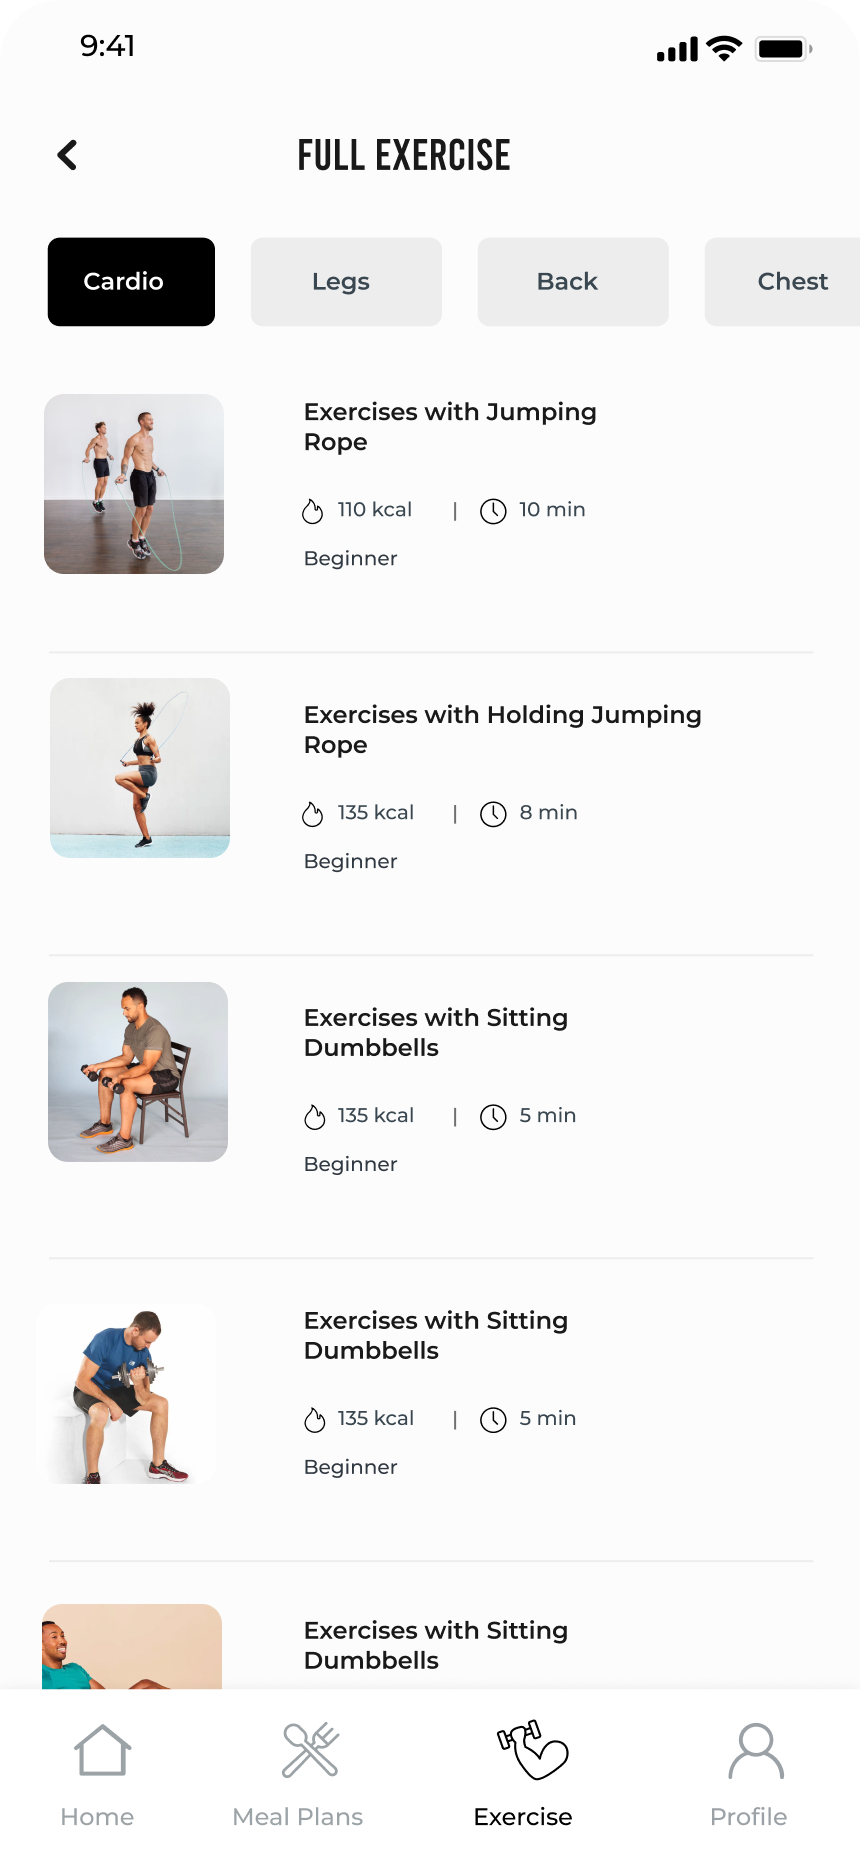 9:41
FULL EXERCISE
Cardio
Legs
Back
Chest
Exercises with Jumping
Rope
110 kcal | 10 min
Beginner
Exercises with Holding Jumping
Rope
135 kcal | 8 min
Beginner
Exercises with Sitting
Dumbbells
135 kcal | 5 min
Beginner
Exercises with Sitting
Dumbbells
135 kcal | 5 min
Beginner
Exercises with Sitting
Dumbbells
Home
Meal Plans
Exercise
Profile